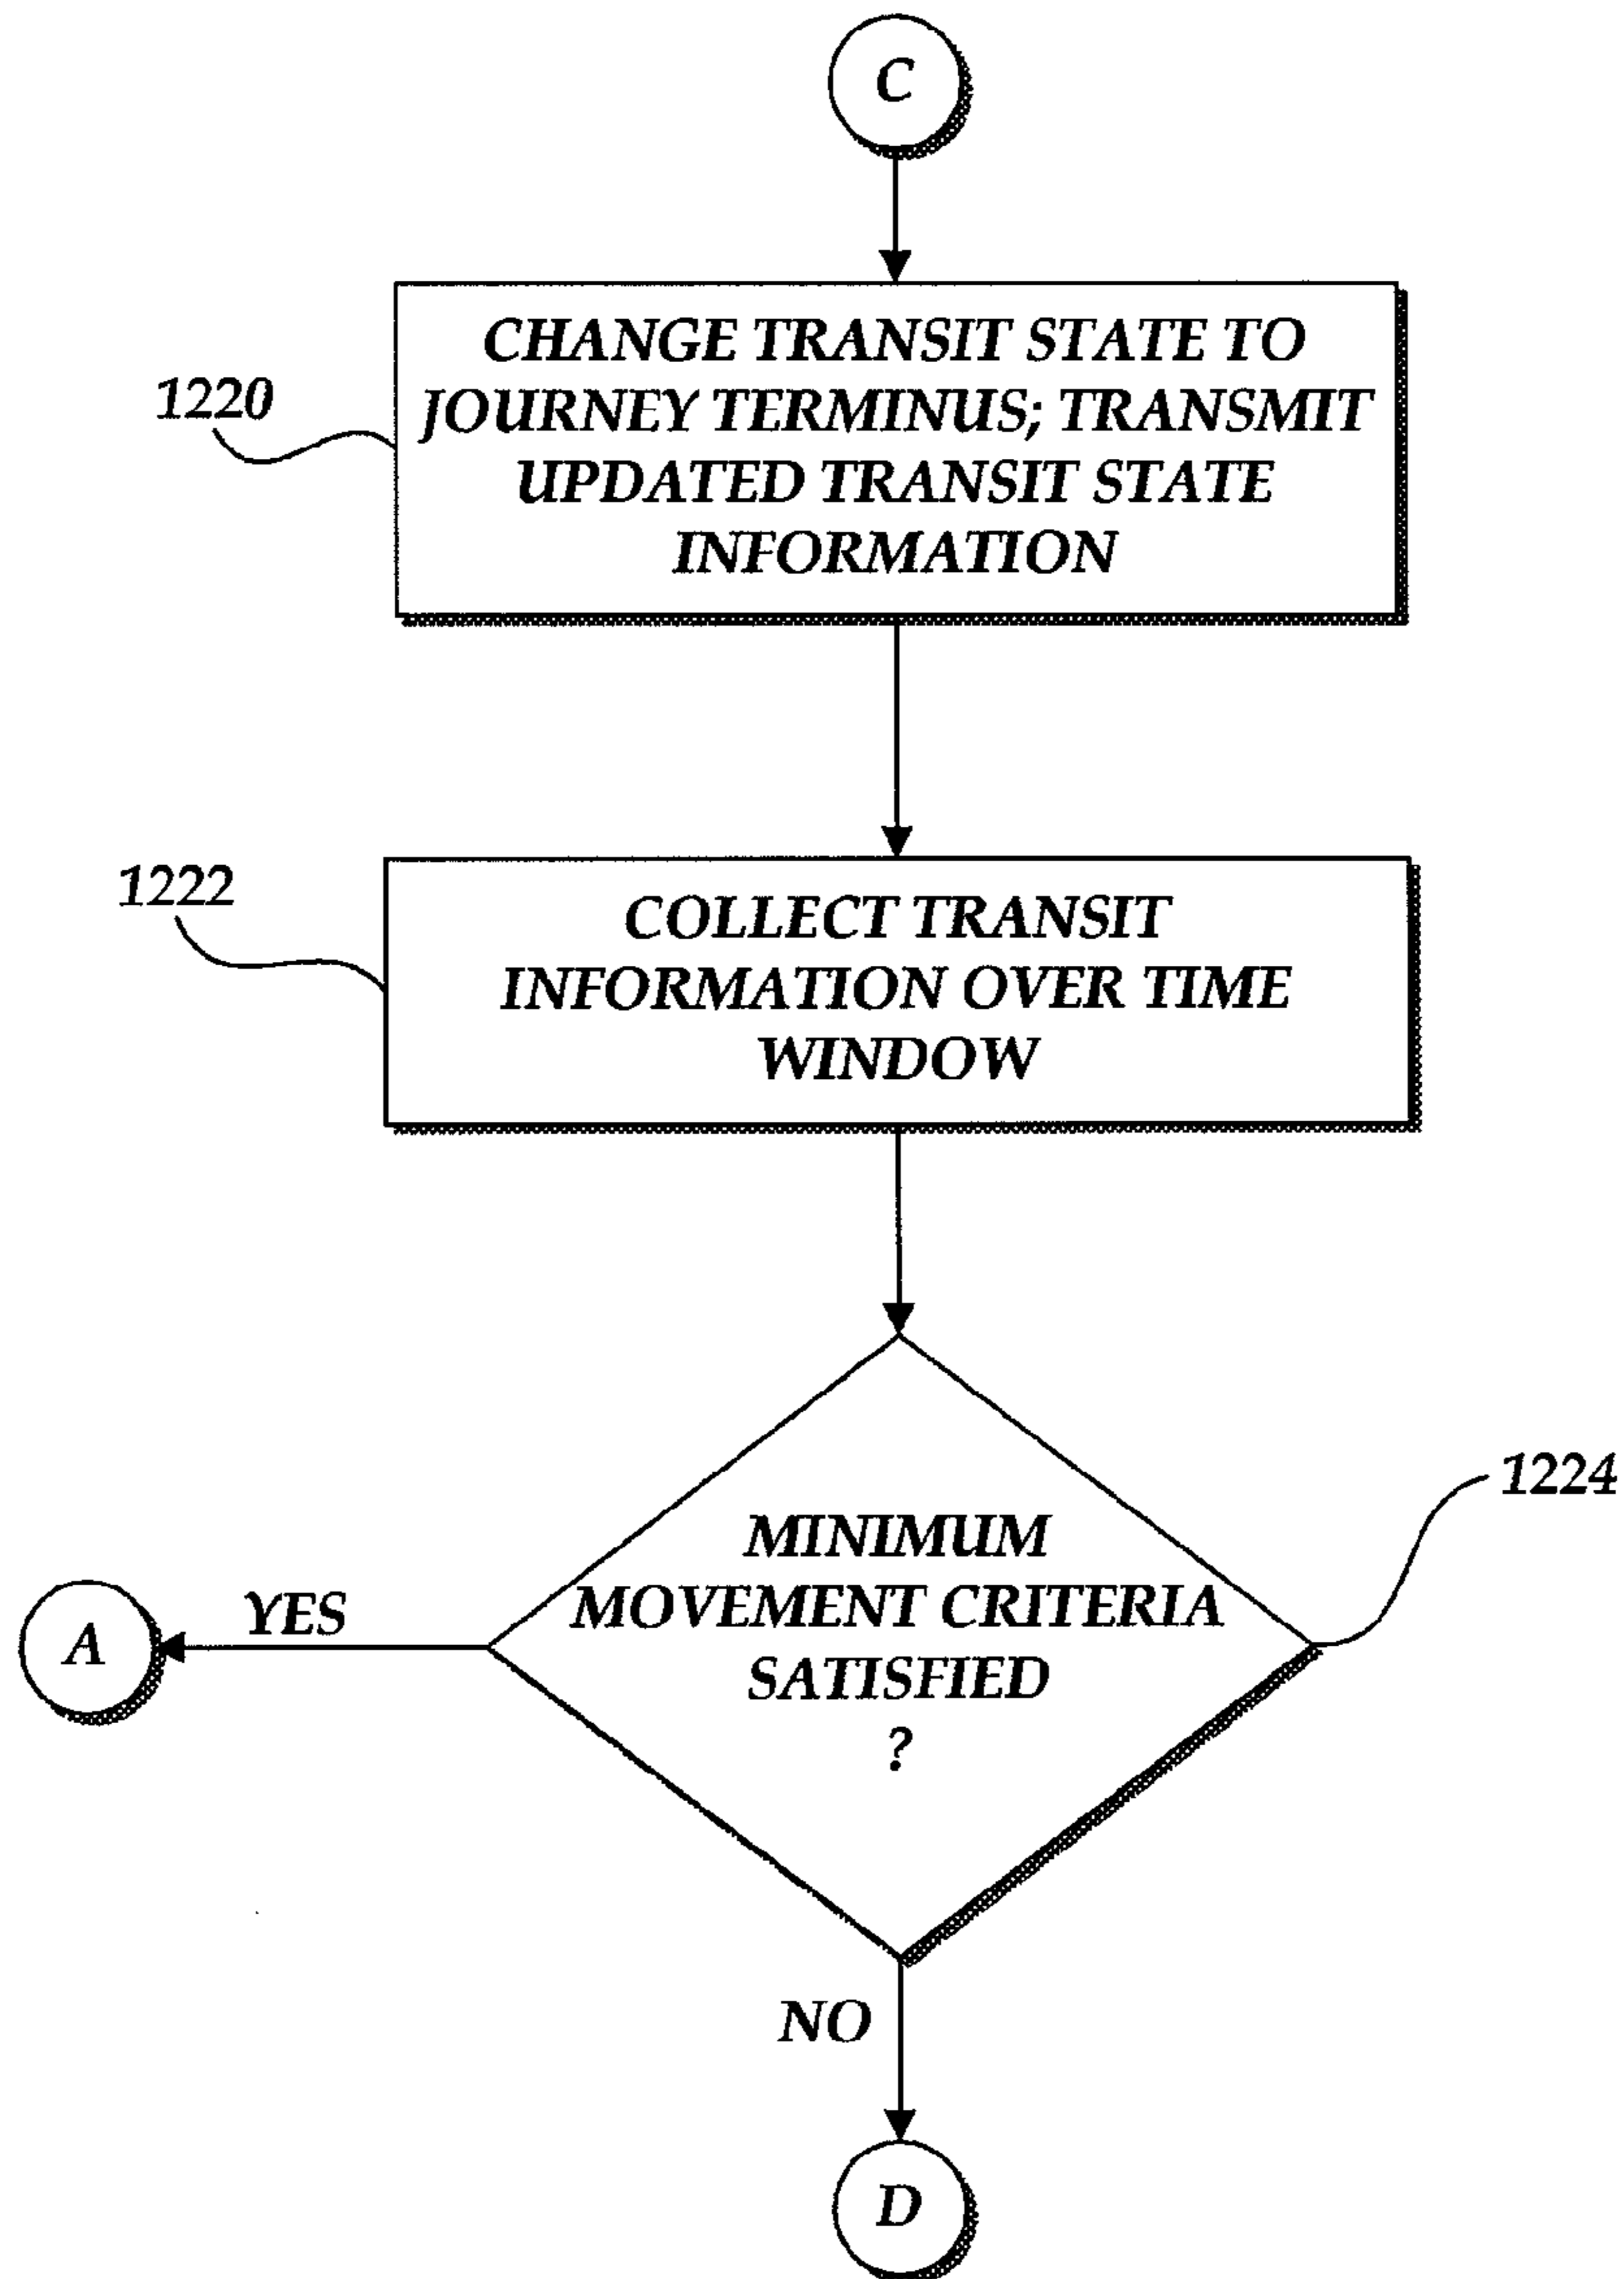 C
1220
CHANGE TRANSIT STATE TO
JOURNEY TERMINUS; TRANSMIT
UPDATED TRANSIT STATE
INFORMATION
1222
COLLECT TRANSIT
INFORMATION OVER TIME
WINDOW
1224
MINIMUM
MOVEMENT CRITERIA
SATISFIED
?
YES
A
NO
D